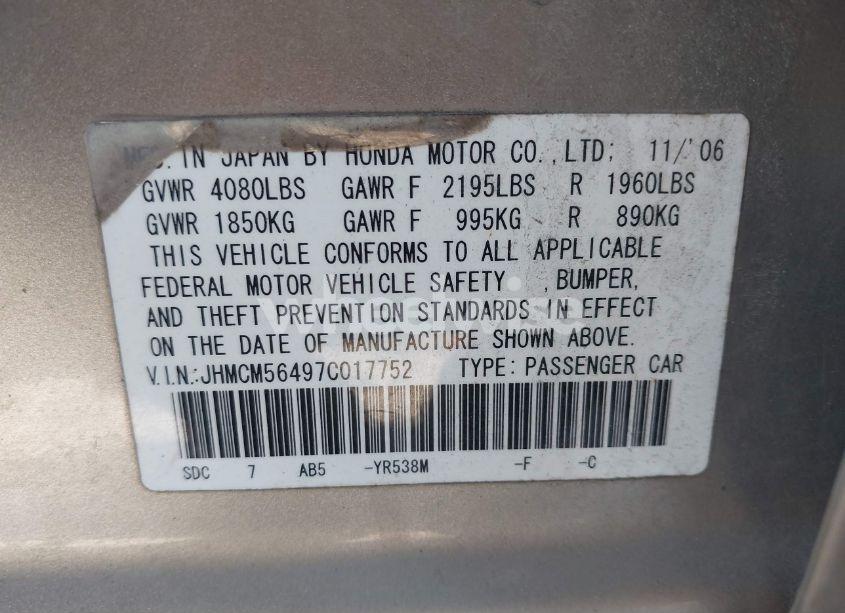 MFD. IN JAPAN BY HONDA MOTOR CO.,LTD; 11/'06
GVWR 4080LBS GAWR F 2195LBS R 1960LBS
GVWR 1850KG GAWR F 995KG R 890KG
THIS VEHICLE CONFORMS TO ALL APPLICABLE
FEDERAL MOTOR VEHICLE SAFETY , BUMPER,
AND THEFT PREVENTION STANDARDS IN EFFECT
ON THE DATE OF MANUFACTURE SHOWN ABOVE.
V.I.N.:JHMCM56497C017752 TYPE: PASSENGER CAR
SDC 7 AB5 -YR538M -F -C